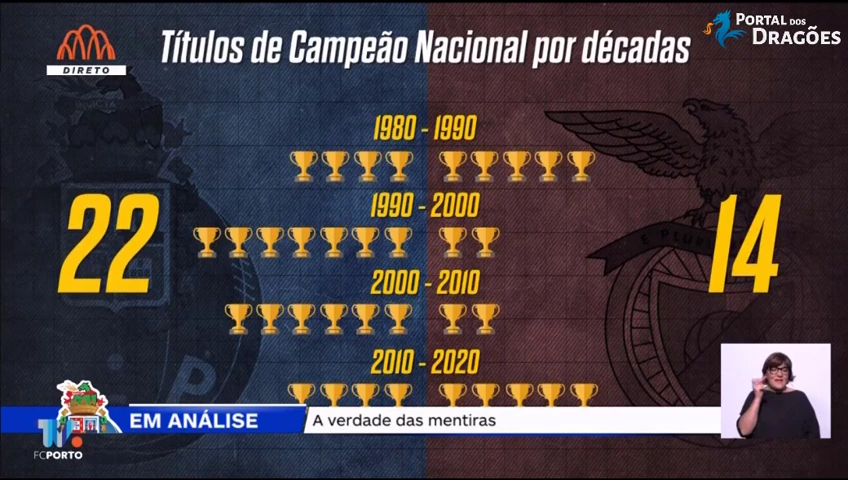 DIRETO
Títulos de Campeão Nacional por décadas
PORTAL DOS
DRAGÕES
1980 - 1990
1990 - 2000
22
14
E PLUR
2000 - 2010
2010 - 2020
P
EM ANÁLISE
A verdade das mentiras
FCPORTO